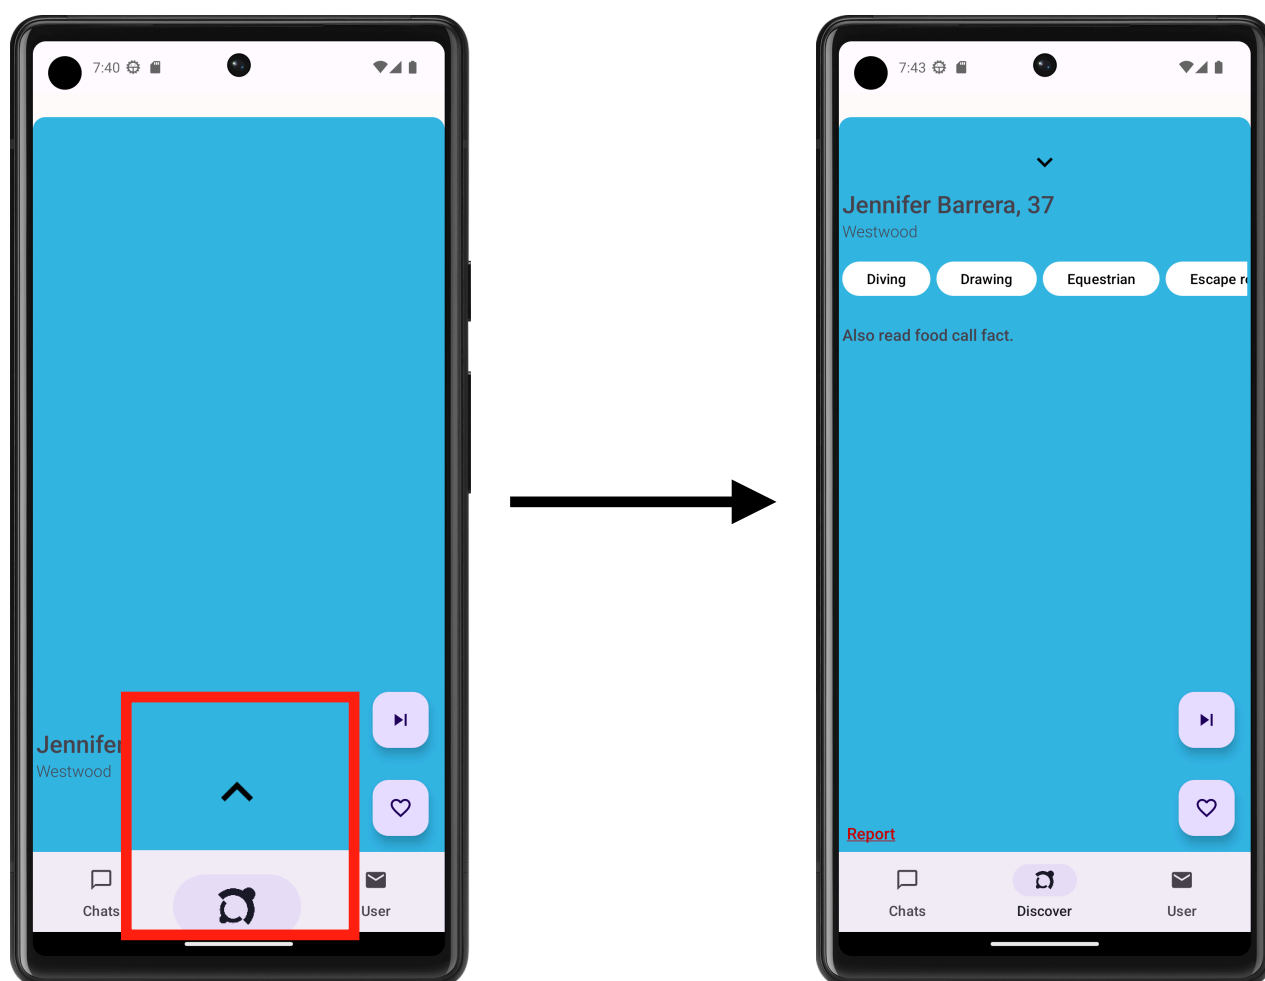 7:40
Jennifer
Westwood
Chats
User
7:43
Jennifer Barrera, 37
Westwood
Diving Drawing Equestrian Escape r
Also read food call fact.
Report
Chats Discover User